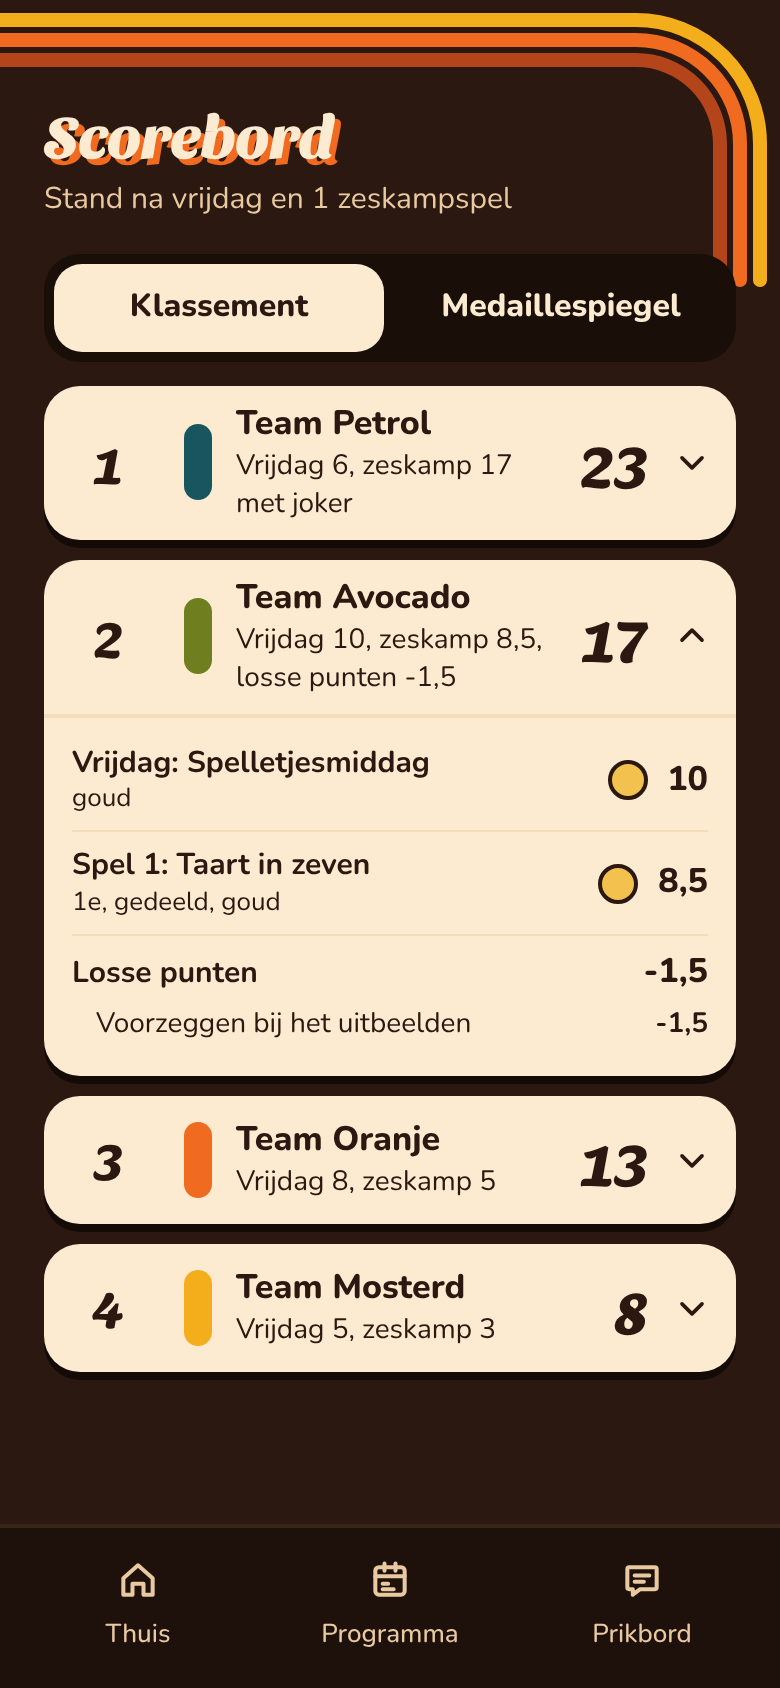 Scorebord
Stand na vrijdag en 1 zeskampspel
Klassement
Medaillespiegel
1
Team Petrol
Vrijdag 6, zeskamp 17
met joker
23
2
Team Avocado
Vrijdag 10, zeskamp 8,5,
losse punten -1,5
17
Vrijdag: Spelletjesmiddag
goud
10
Spel 1: Taart in zeven
1e, gedeeld, goud
8,5
Losse punten
-1,5
Voorzeggen bij het uitbeelden
-1,5
3
Team Oranje
Vrijdag 8, zeskamp 5
13
4
Team Mosterd
Vrijdag 5, zeskamp 3
8
Thuis
Programma
Prikbord